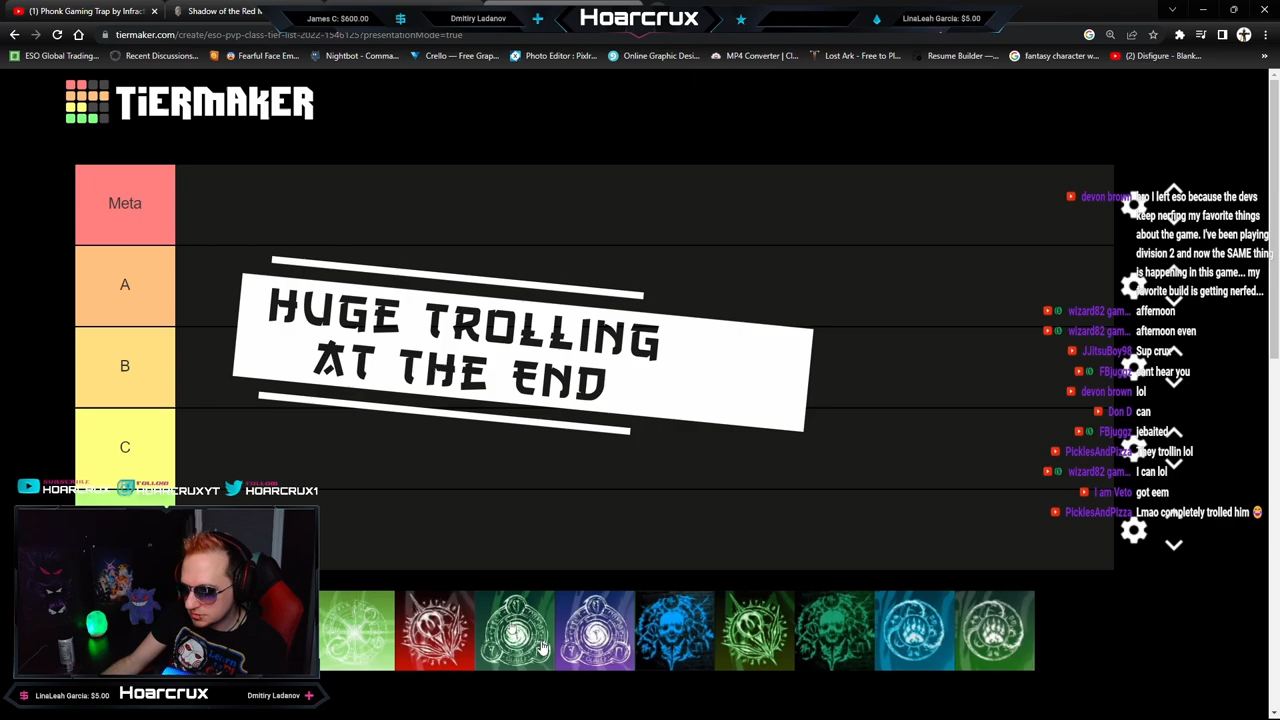 (1) Phonk Gaming Trap by Infract
Shadow of the Red M
James C: $600.00
Dmitiry Ladanov
Hoarcrux
LinaLeah Garcia: $5.00
tiermaker.com/create/eso-pvp-class-tier-list-2022-1546125?presentationMode=true
ESO Global Trading...
Recent Discussions...
Fearful Face Em...
Nightbot - Comma...
Crello — Free Grap...
Photo Editor : Pixlr...
Online Graphic Desi...
MP4 Converter | Cl...
Lost Ark - Free to Pl...
Resume Builder —...
fantasy character w...
(2) Disfigure - Blank...
TIERMAKER
Meta
A
B
C
HUGE TROLLING
AT THE END
devon brown
bro I left eso because the devs
keep nerfing my favorite things
about the game. I've been playing
division 2 and now the SAME thing
is happening in this game... my
favorite build is getting nerfed...
wizard82 gam... afternoon
wizard82 gam... afternoon even
JJitsuBoy98 Sup crux
FBjuggz cant hear you
devon brown lol
Don D can
FBjuggz jebaited
PicklesAndPizza They trollin lol
wizard82 gam... I can lol
I am Veto got eem
PicklesAndPizza Lmao completely trolled him 😂
SUBSCRIBE
HOARCRUX
FOLLOW
HOARCRUXYT
FOLLOW
HOARCRUX1
LinaLeah Garcia: $5.00
Hoarcrux
Dmitiry Ladanov